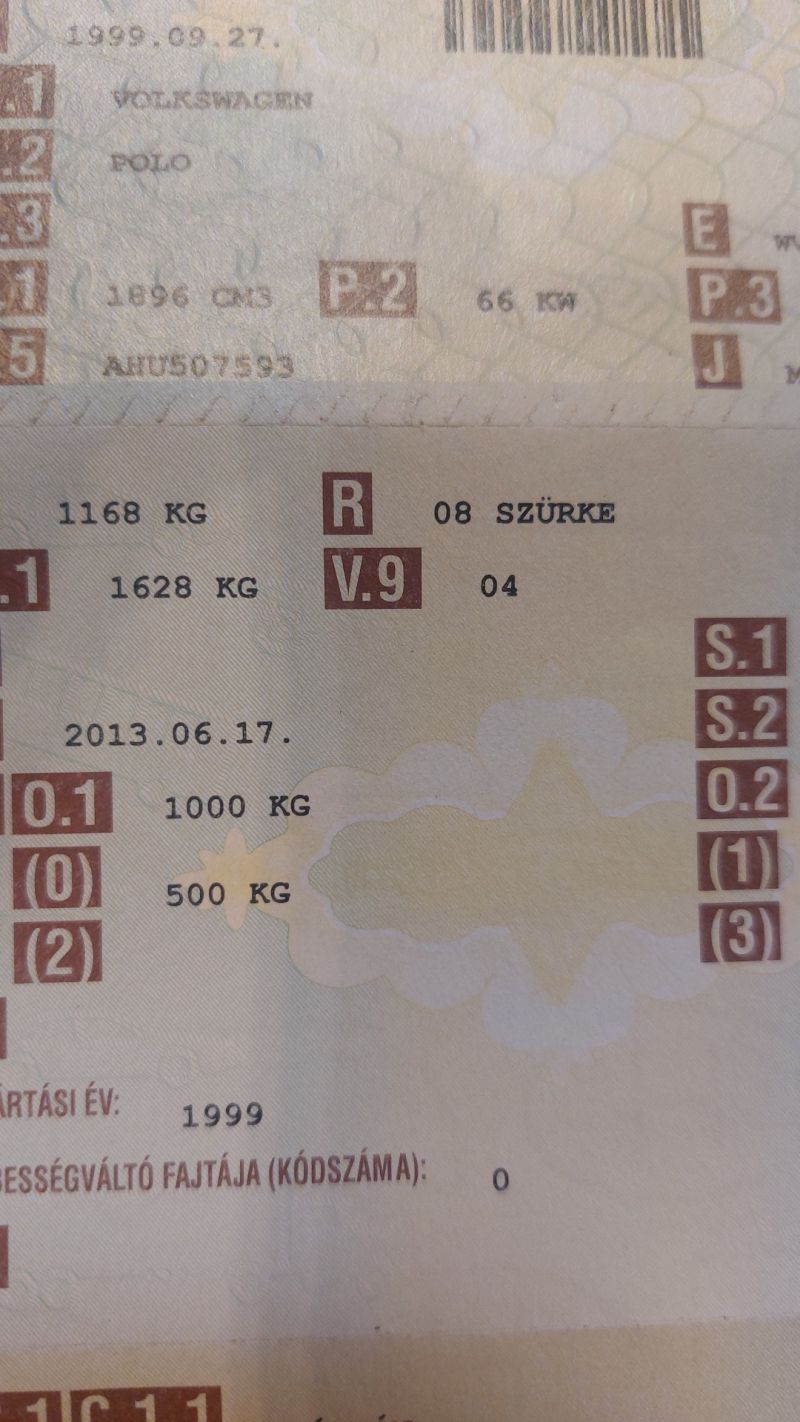 1999.09.27.
.1 VOLKSWAGEN
.2 POLO
.3
E
.1 1896 CM3 P.2 66 KW P.3
5 AHU507593 J
1168 KG R 08 SZÜRKE
.1 1628 KG V.9 04
S.1
2013.06.17. S.2
O.1 1000 KG O.2
(0) 500 KG (1)
(2) (3)
ÁRTÁSI ÉV: 1999
BESSÉGVÁLTÓ FAJTÁJA (KÓDSZÁMA): 0